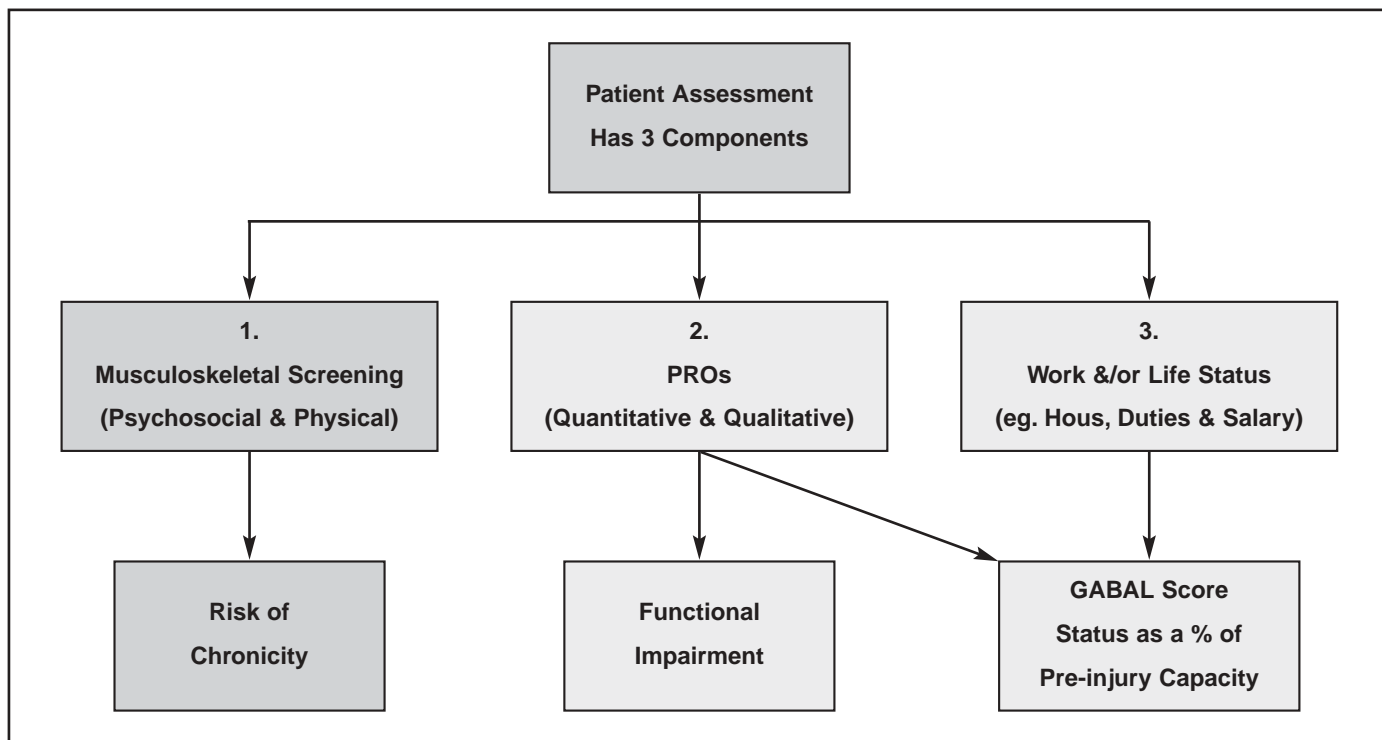 Patient Assessment
Has 3 Components
1.
Musculoskeletal Screening
(Psychosocial & Physical)
2.
PROs
(Quantitative & Qualitative)
3.
Work &/or Life Status
(eg. Hous, Duties & Salary)
Risk of
Chronicity
Functional
Impairment
GABAL Score
Status as a % of
Pre-injury Capacity